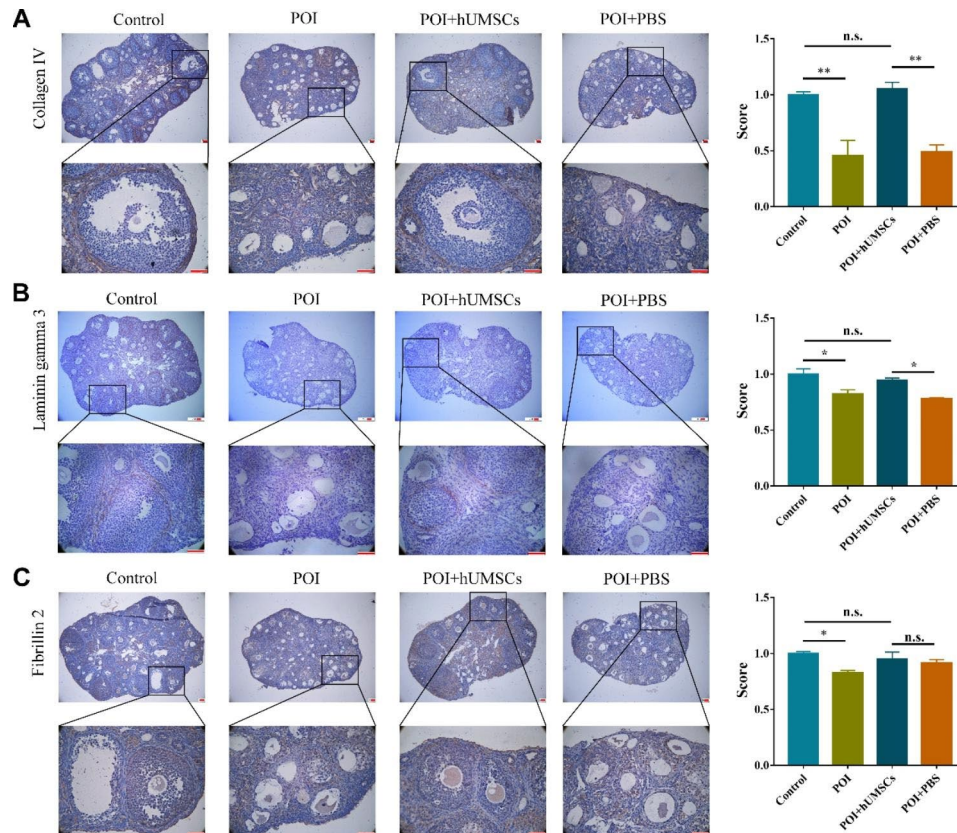 A
Control
POI
POI+hUMSCs
POI+PBS
Collagen IV
n.s.
**
**
1.5
1.0
0.5
0.0
Score
Control
POI
POI+hUMSCs
POI+PBS
B
Control
POI
POI+hUMSCs
POI+PBS
Laminin gamma 3
n.s.
*
*
1.5
1.0
0.5
0.0
Score
Control
POI
POI+hUMSCs
POI+PBS
C
Control
POI
POI+hUMSCs
POI+PBS
Fibrillin 2
n.s.
*
n.s.
1.5
1.0
0.5
0.0
Score
Control
POI
POI+hUMSCs
POI+PBS